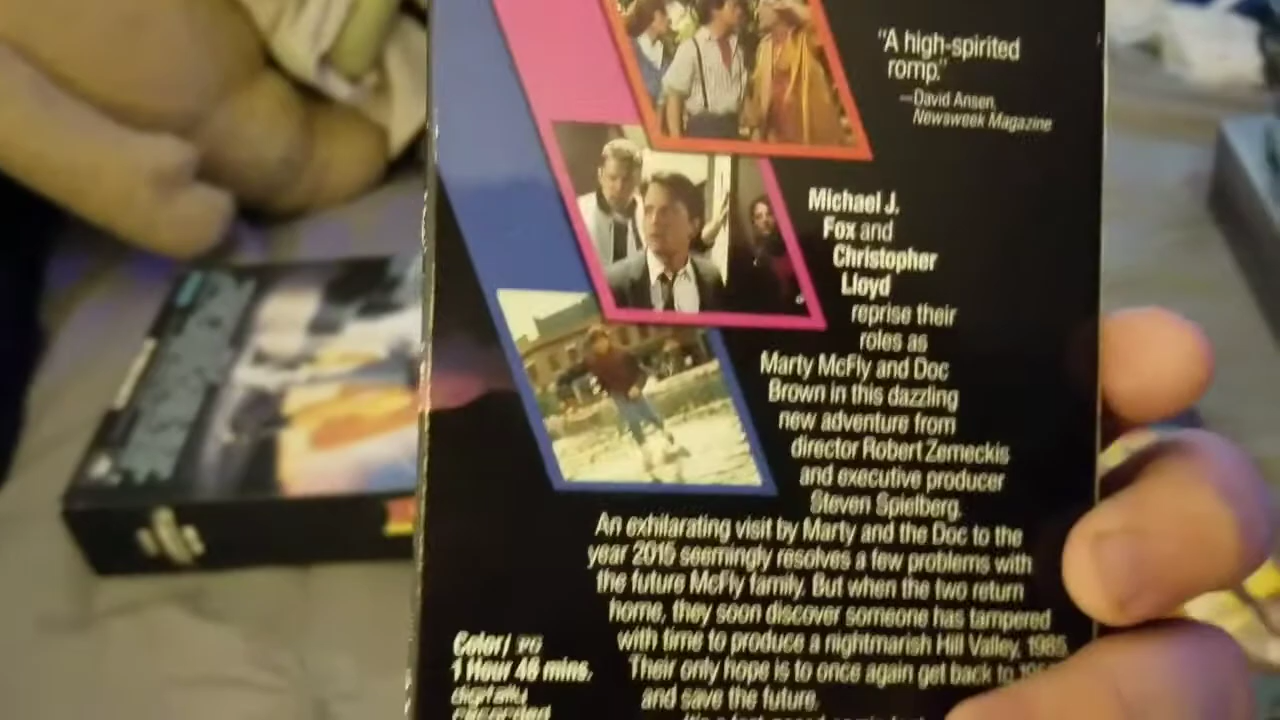 "A high-spirited
romp."
—David Ansen,
Newsweek Magazine
Michael J.
Fox and
Christopher
Lloyd
reprise their
roles as
Marty McFly and Doc
Brown in this dazzling
new adventure from
director Robert Zemeckis
and executive producer
Steven Spielberg.
An exhilarating visit by Marty and the Doc to the
year 2015 seemingly resolves a few problems with
the future McFly family. But when the two return
home, they soon discover someone has tampered
with time to produce a nightmarish Hill Valley, 1985.
Their only hope is to once again get back to
and save the future.
Color/ PG
1 Hour 48 mins.
digitally
recorded